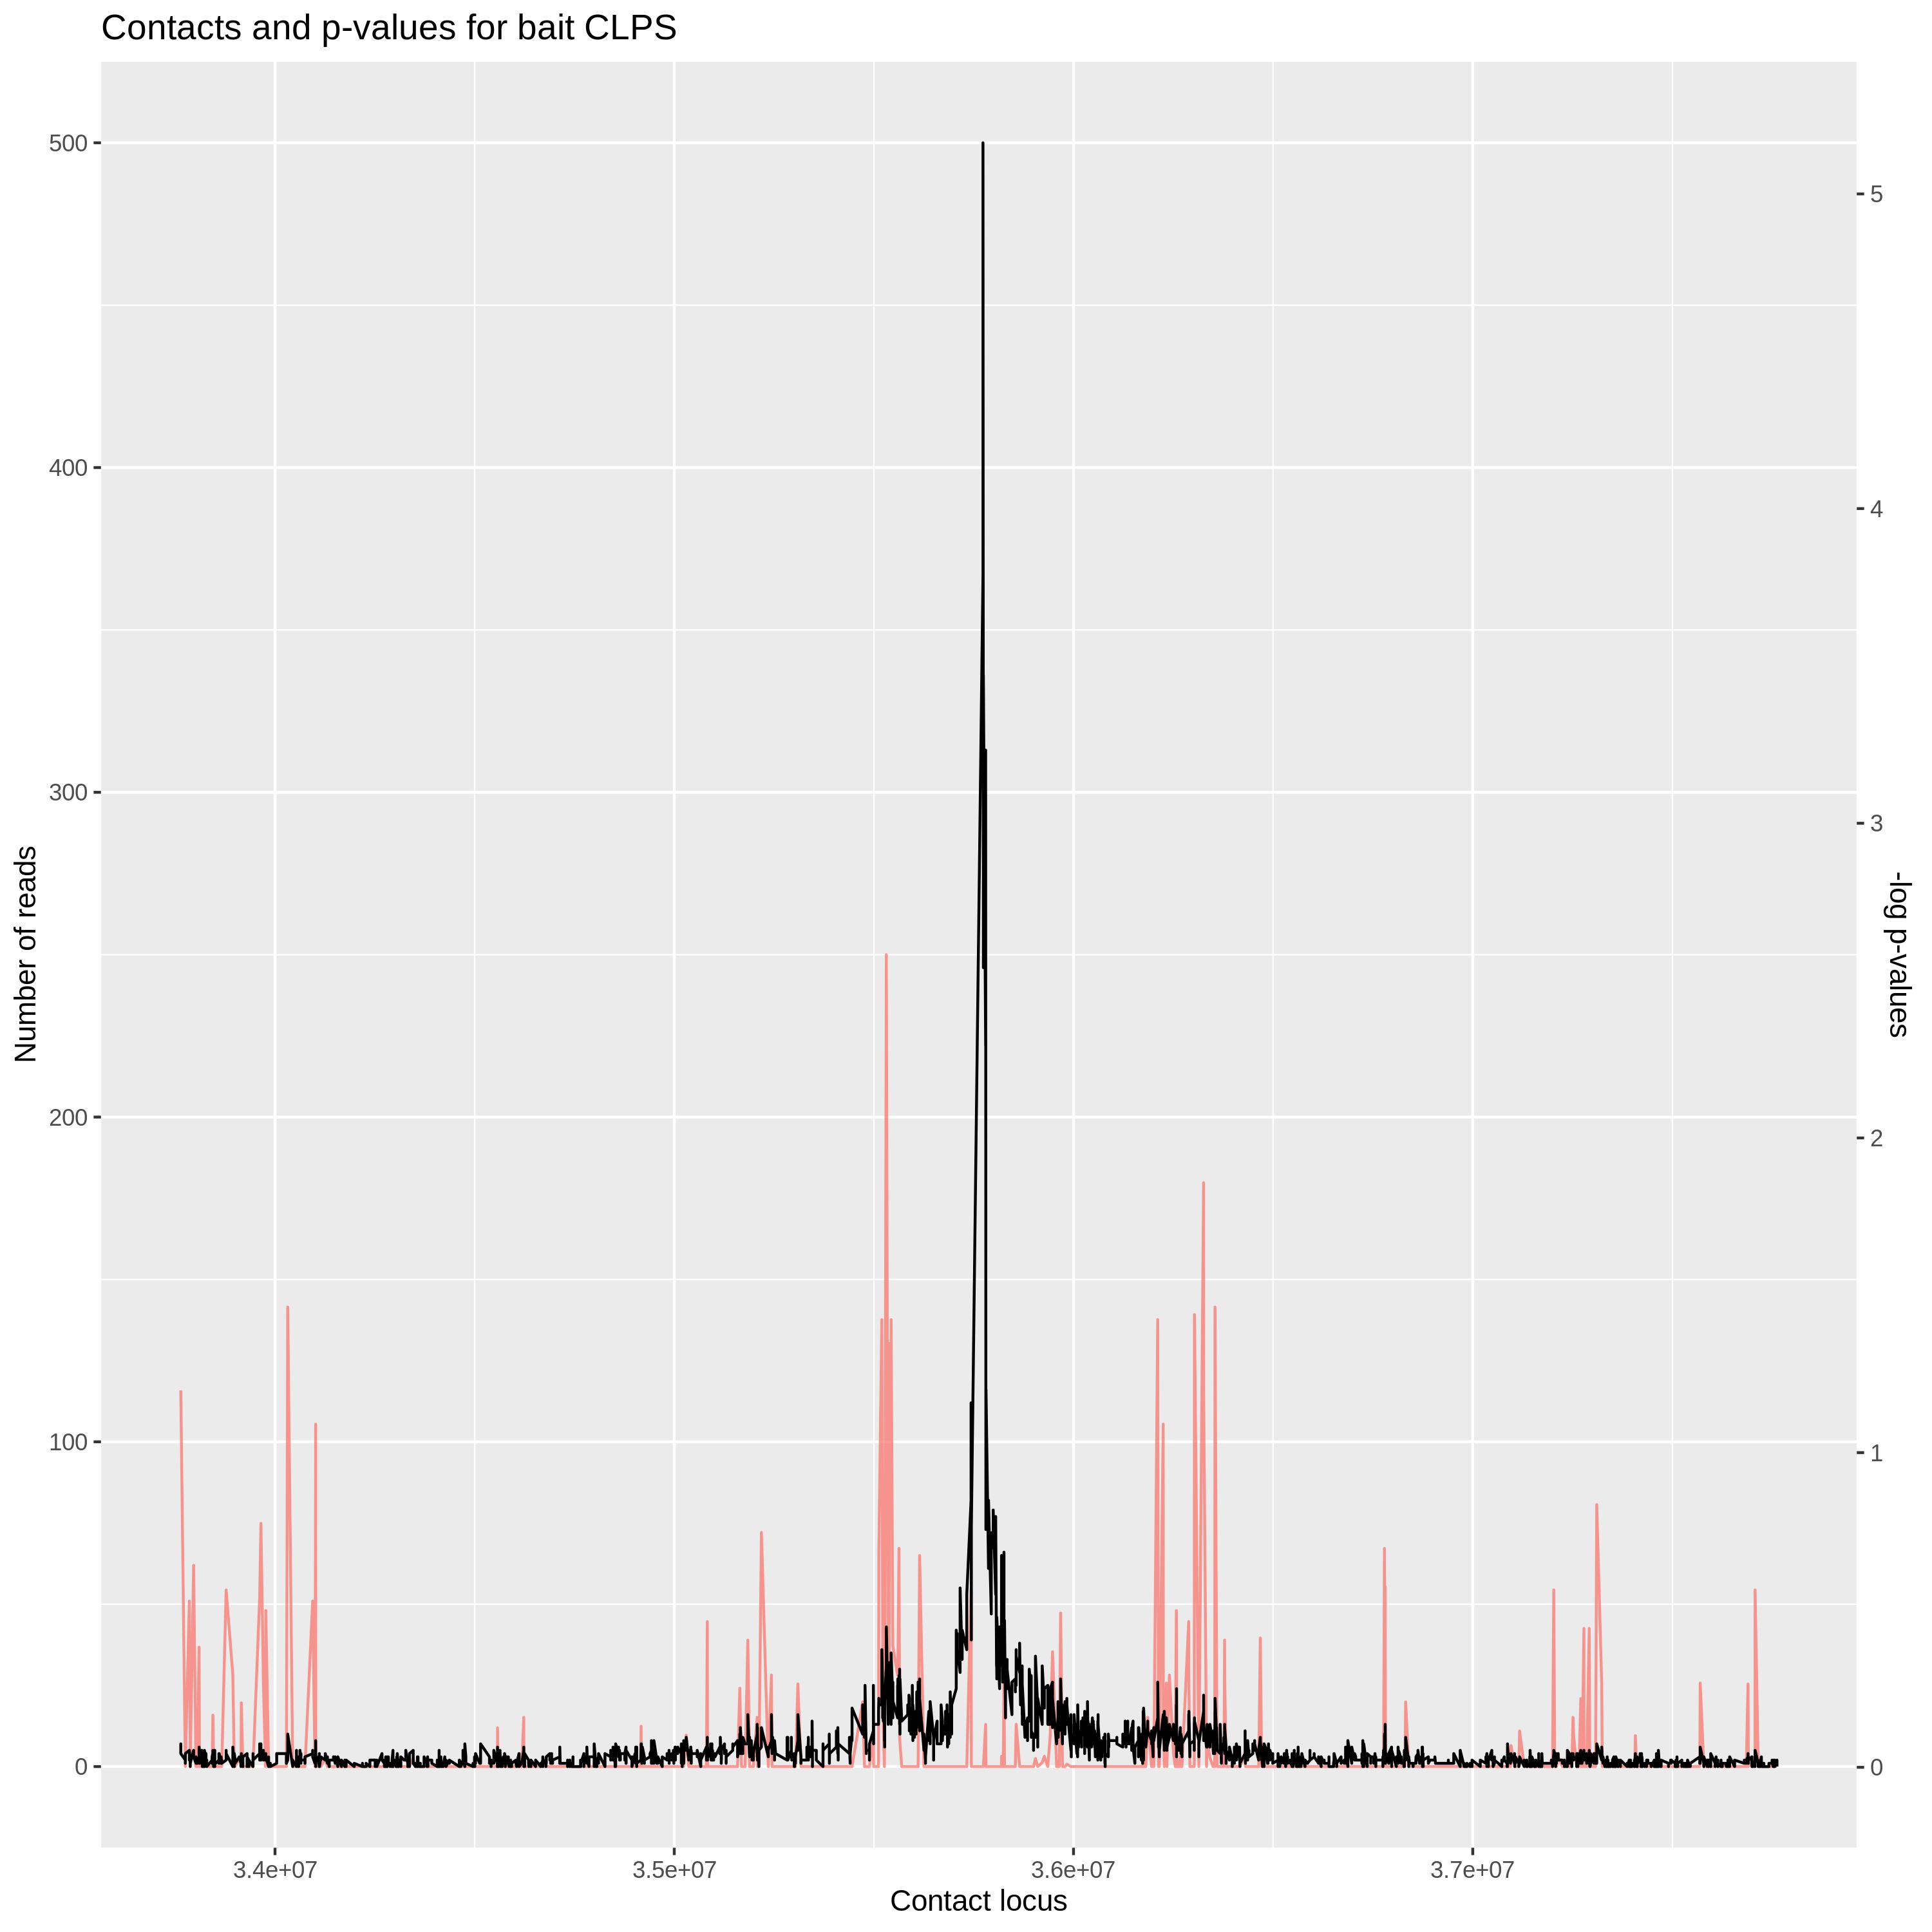 Contacts and p-values for bait CLPS
500
400
300
200
100
0
Number of reads
5
4
3
2
1
0
-log p-values
3.4e+07
3.5e+07
3.6e+07
3.7e+07
Contact locus